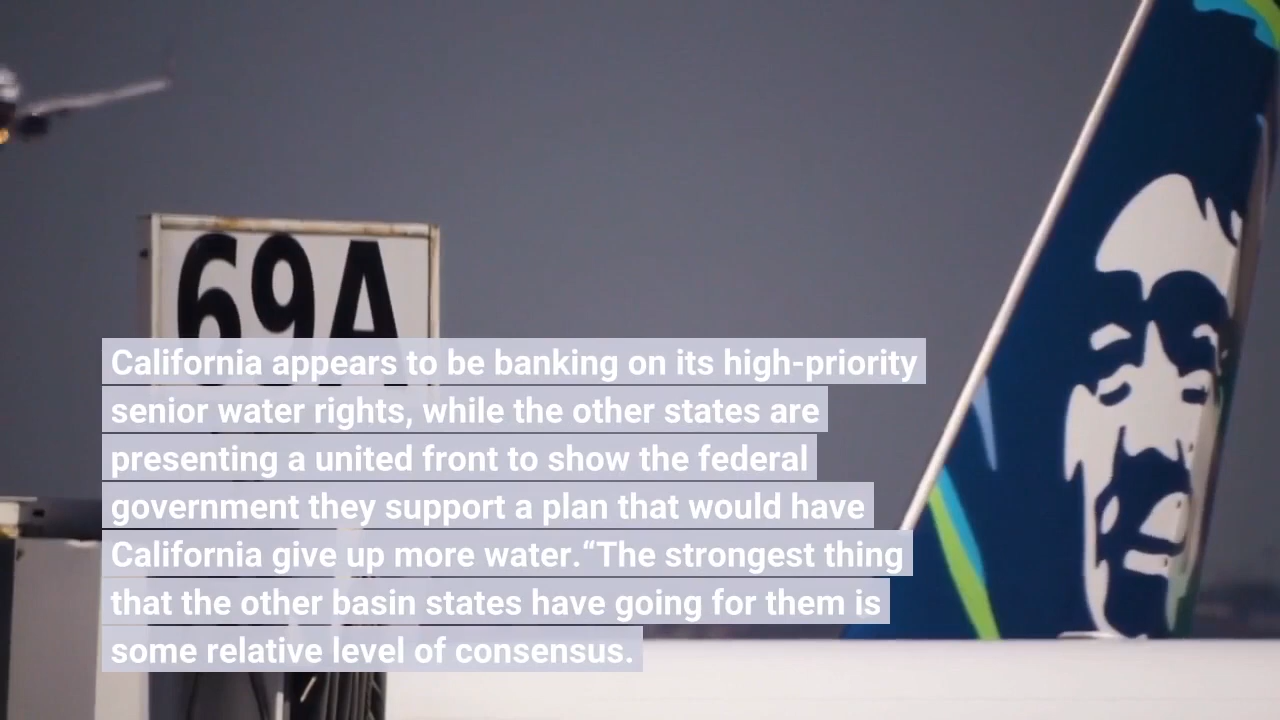 69A
California appears to be banking on its high-priority
senior water rights, while the other states are
presenting a united front to show the federal
government they support a plan that would have
California give up more water.“The strongest thing
that the other basin states have going for them is
some relative level of consensus.